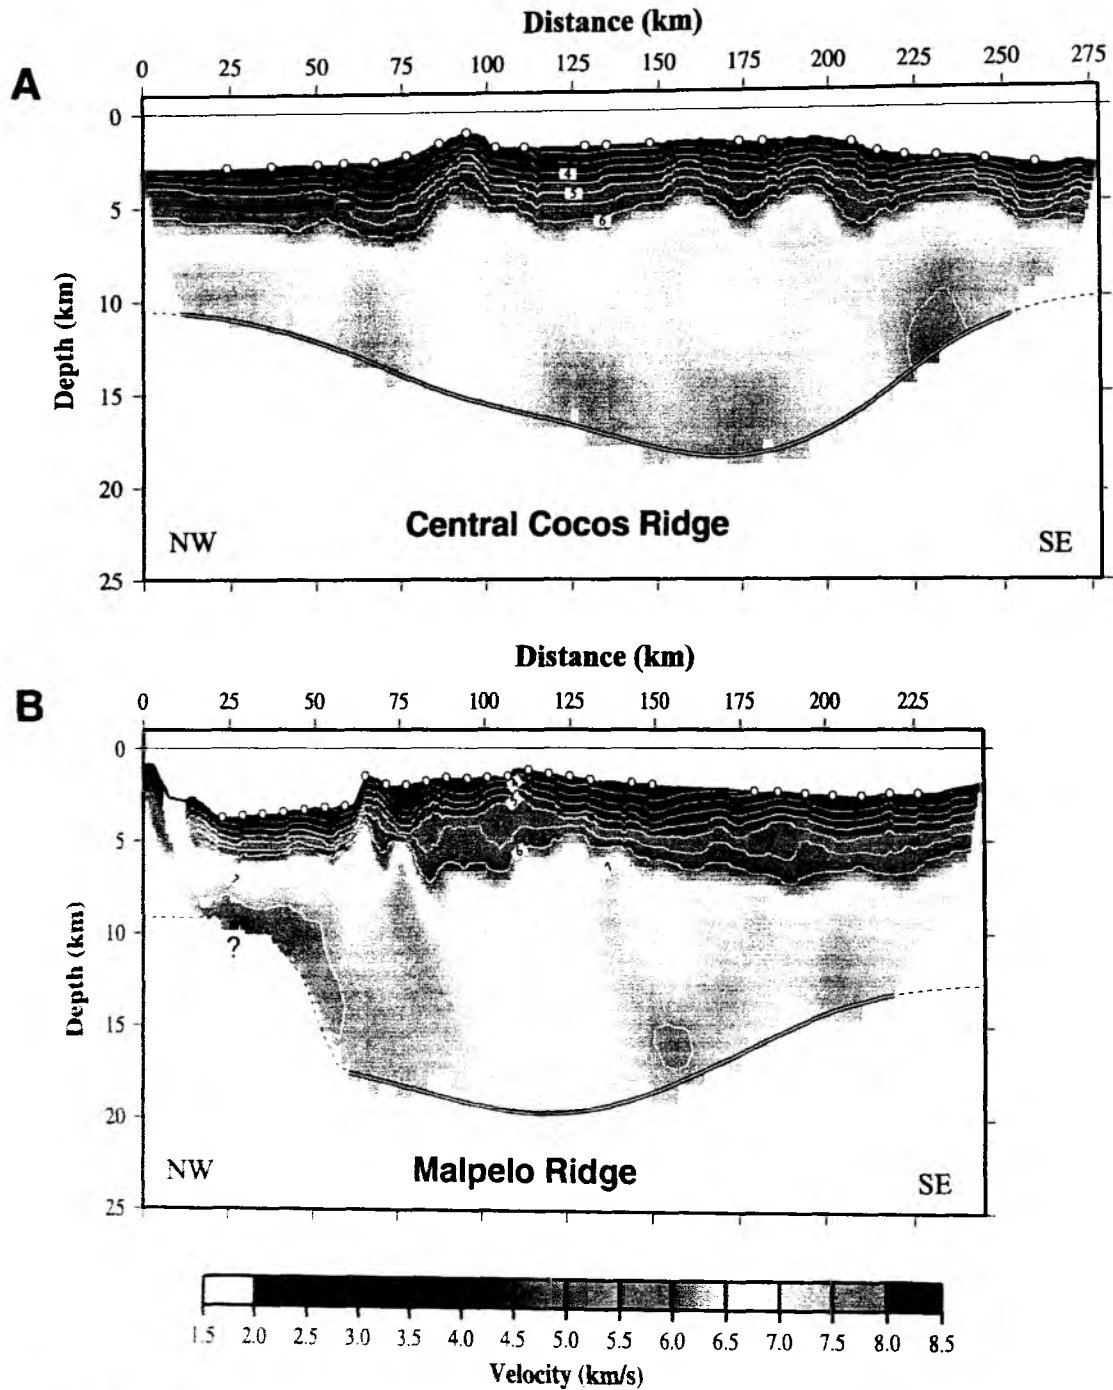 Distance (km)
A
0 25 50 75 100 125 150 175 200 225 250 275
0
5
10
15
20
25
Depth (km)
4
5
6
Central Cocos Ridge
NW
SE
Distance (km)
B
0 25 50 75 100 125 150 175 200 225
0
5
10
15
20
25
Depth (km)
5
6
?
Malpelo Ridge
NW
SE
1.5 2.0 2.5 3.0 3.5 4.0 4.5 5.0 5.5 6.0 6.5 7.0 7.5 8.0 8.5
Velocity (km/s)